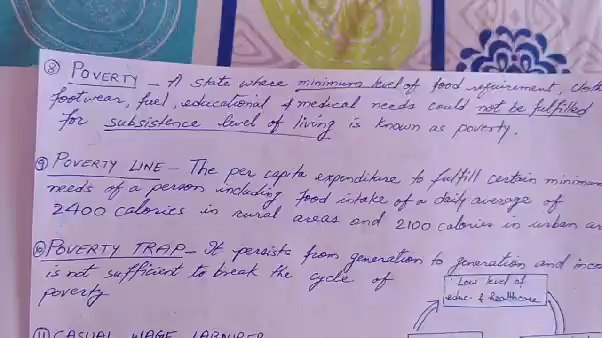 ⑧ POVERTY - A state where minimum level of food requirement,
footwear, fuel, educational & medical needs could not be fulfilled
for subsistence level of living is known as poverty.
⑨ POVERTY LINE - The per capita expenditure to fulfill certain minimum
needs of a person including food intake of a daily average of
2400 calories in rural areas and 2100 calories in urban
⑩ POVERTY TRAP - It persists from generation to generation and
is not sufficient to break the cycle of
poverty
Low level of
educ. & healthcare
⑪ CASUAL WAGE LABOURER